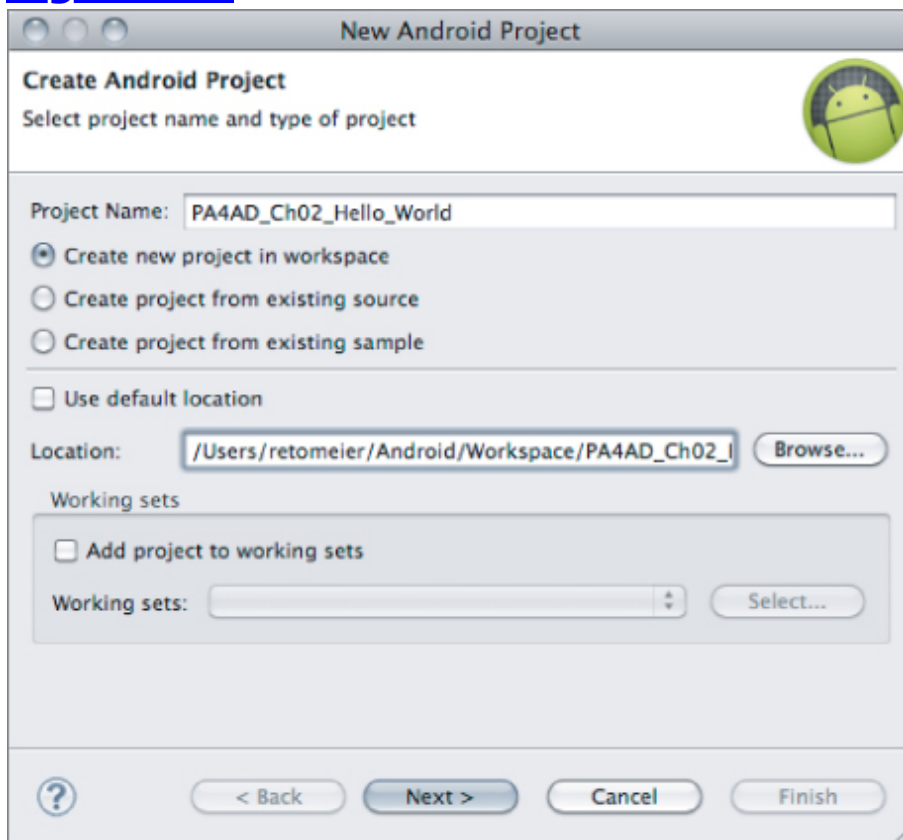 New Android Project
Create Android Project
Select project name and type of project
Project Name: PA4AD_Ch02_Hello_World
Create new project in workspace
Create project from existing source
Create project from existing sample
Use default location
Location: /Users/retomeier/Android/Workspace/PA4AD_Ch02_ Browse...
Working sets
Add project to working sets
Working sets: Select...
? < Back Next > Cancel Finish